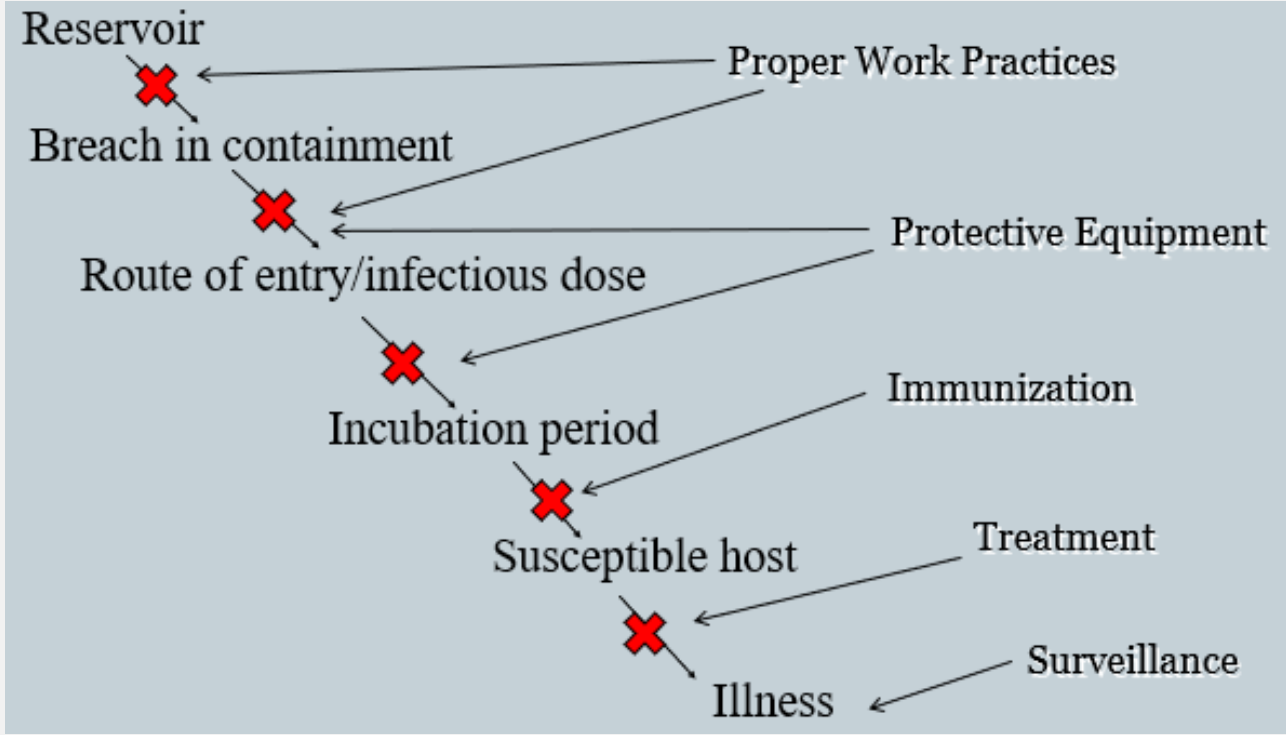 Reservoir
Proper Work Practices
Breach in containment
Protective Equipment
Route of entry/infectious dose
Immunization
Incubation period
Treatment
Susceptible host
Surveillance
Illness